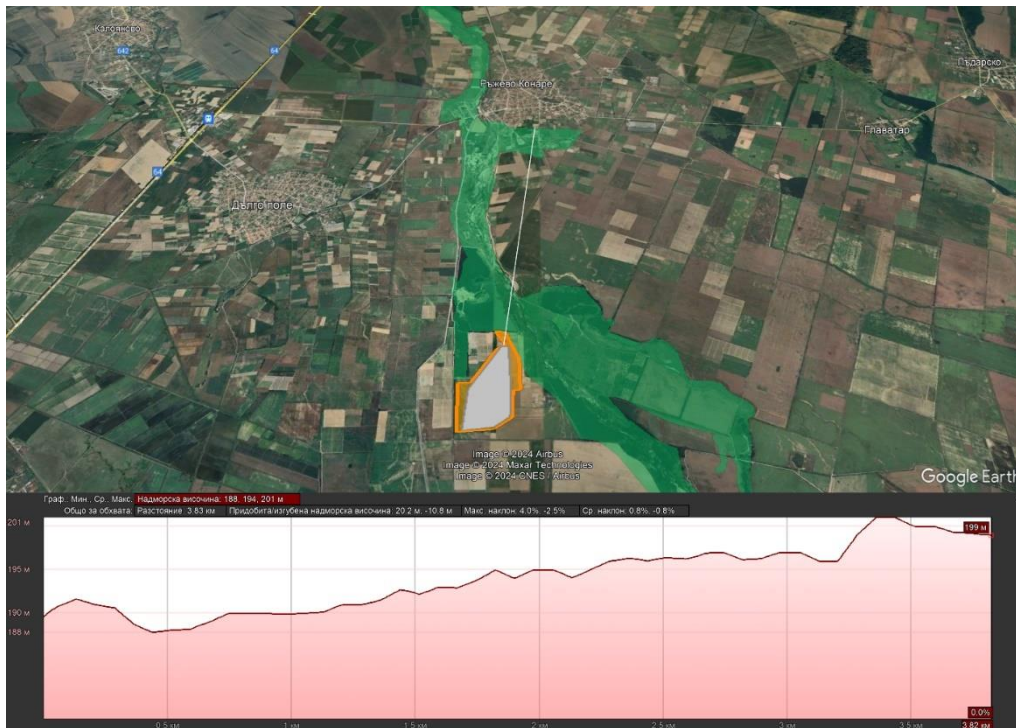 642
64
Ръжево Конаре
Пъдарско
Главатар
64
Дълго поле
Image © 2024 Airbus
Image © 2024 Maxar Technologies
Image © 2024 CNES / Airbus
Google Earth
Граф.: Мин., Ср., Макс. Надморска височина: 188, 194, 201 м
Общо за обхвата: Разстояние: 3.83 км Придобита/изгубена надморска височина: 20.2 м, -10.8 м Макс. наклон: 4.0% -2.5% Ср. наклон: 0.8% -0.8%
201 м
199 м
195 м
190 м
188 м
0.0%
0.5 км 1 км 1.5 км 2 км 2.5 км 3 км 3.5 км 3.82 км